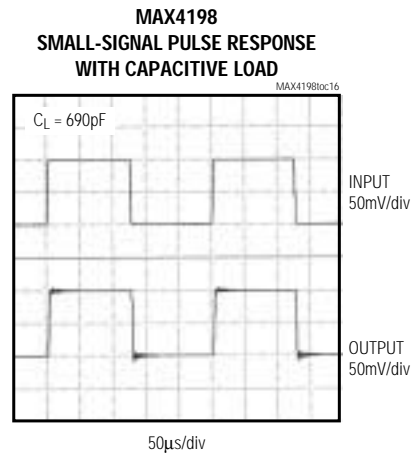 MAX4198
SMALL-SIGNAL PULSE RESPONSE
WITH CAPACITIVE LOAD
MAX4198toc16
CL = 690pF
INPUT
50mV/div
OUTPUT
50mV/div
50µs/div